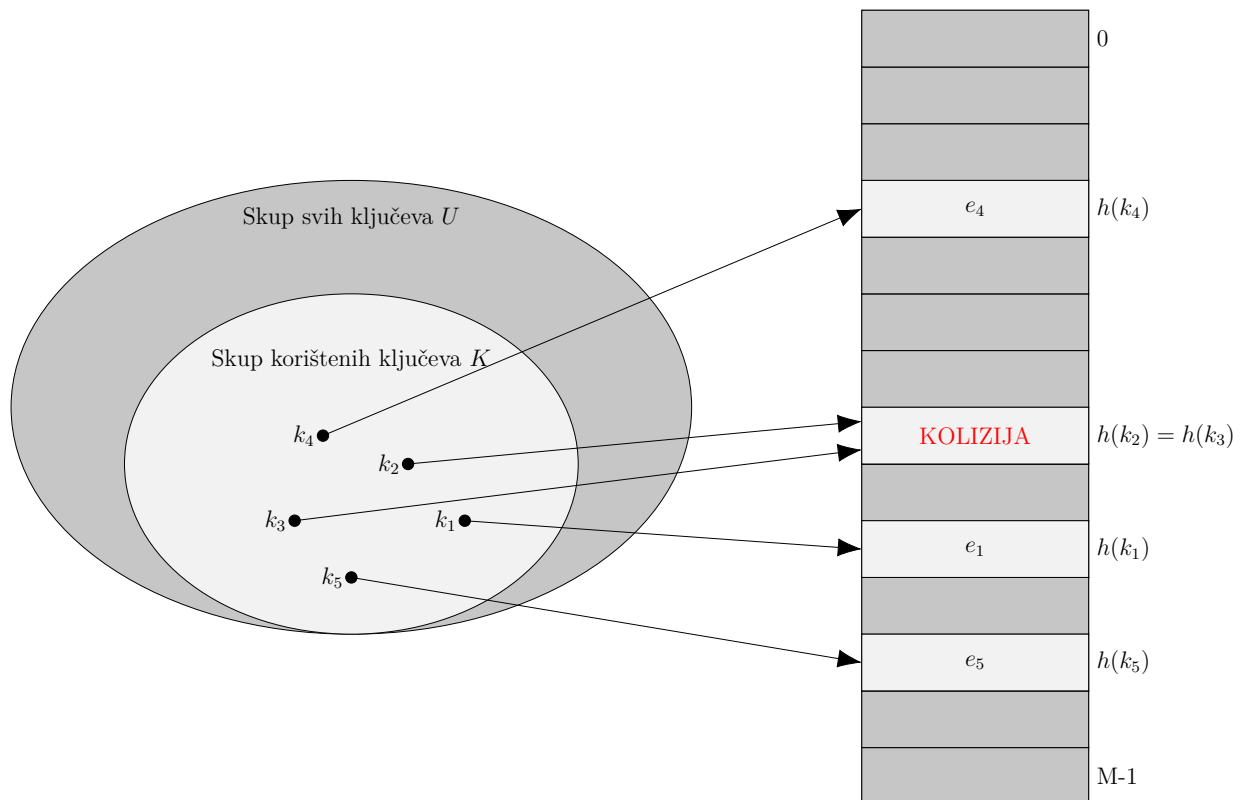 0
e₄
h(k₄)
Skup svih ključeva U
Skup korištenih ključeva K
k₄
KOLIZIJA
h(k₂) = h(k₃)
k₂
k₃
k₁
e₁
h(k₁)
k₅
e₅
h(k₅)
M-1